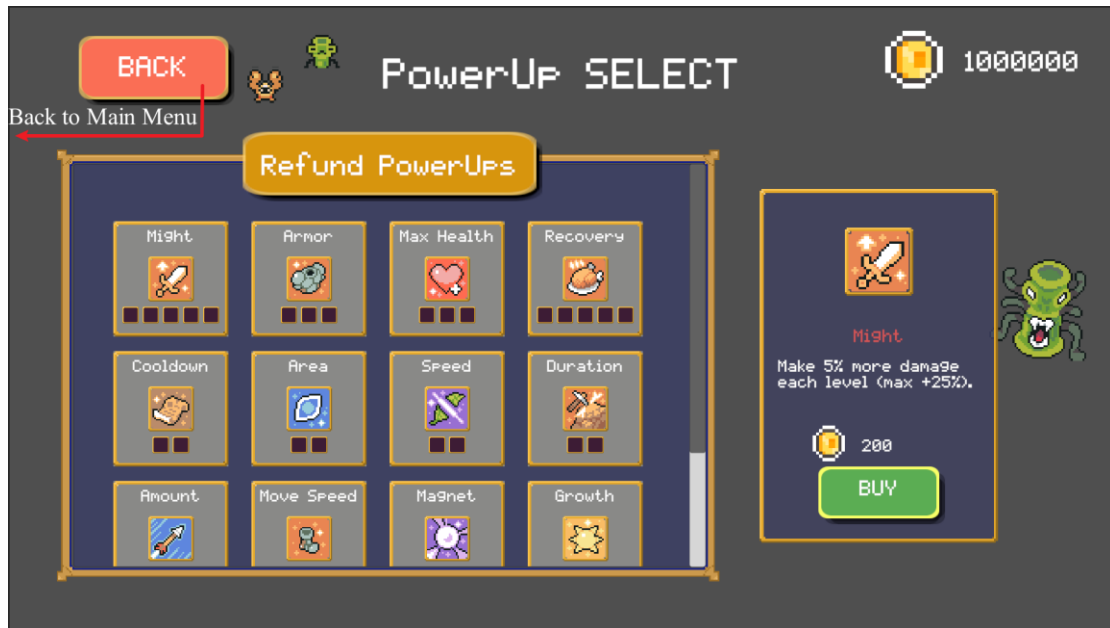 BACK
PowerUp SELECT
1000000
Back to Main Menu
Refund PowerUps
Might
Armor
Max Health
Recovery
Cooldown
Area
Speed
Duration
Amount
Move Speed
Magnet
Growth
Might
Make 5% more damage
each level (max +25%).
200
BUY